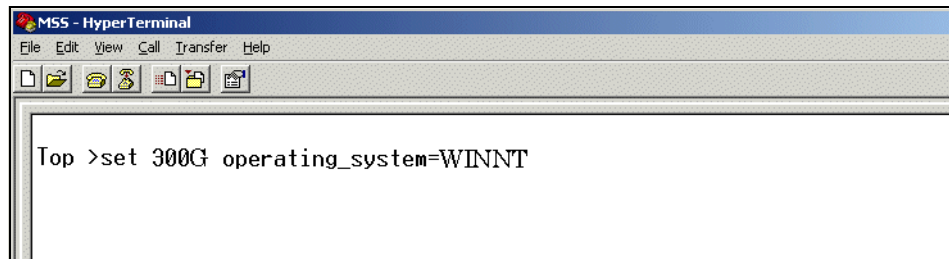 MSS - HyperTerminal
File Edit View Call Transfer Help
Top >set 300G operating_system=WINNT